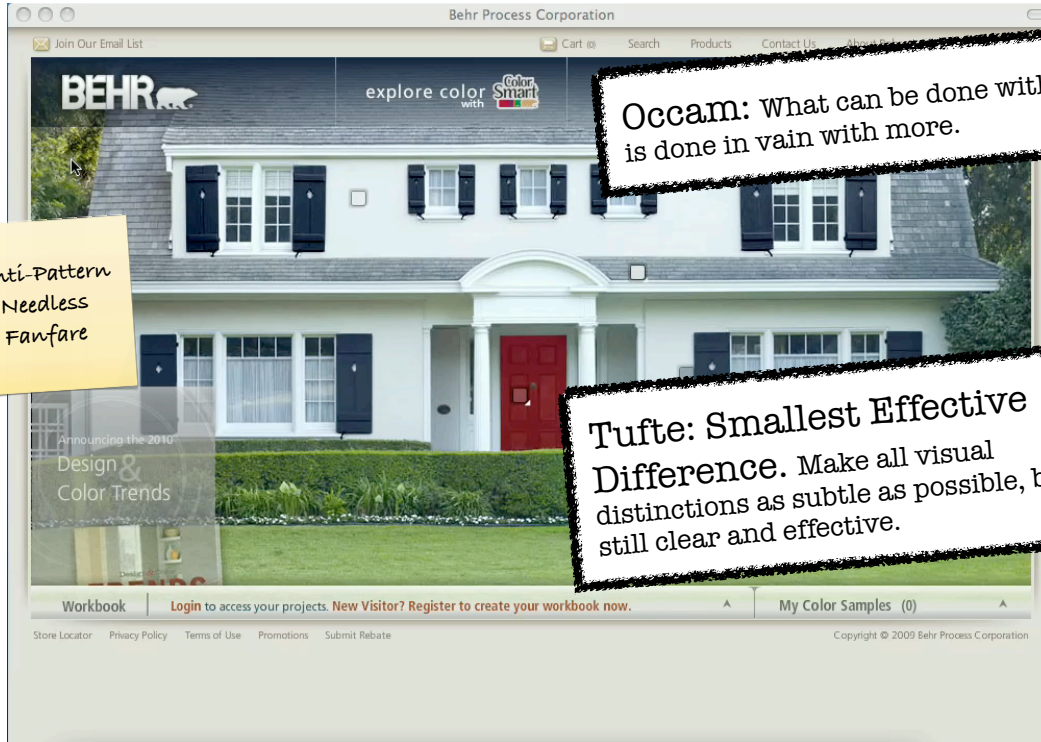 Behr Process Corporation
Join Our Email List
Cart (0) Search Products Contact Us
BEHR
explore color
with
Color
Smart
Occam: What can be done with
is done in vain with more.
nti-Pattern
Needless
Fanfare
Tufte: Smallest Effective
Difference. Make all visual
distinctions as subtle as possible, b
still clear and effective.
Announcing the 2010
Design &
Color Trends
TRENDS
Workbook Login to access your projects. New Visitor? Register to create your workbook now. My Color Samples (0)
Store Locator Privacy Policy Terms of Use Promotions Submit Rebate Copyright © 2009 Behr Process Corporation